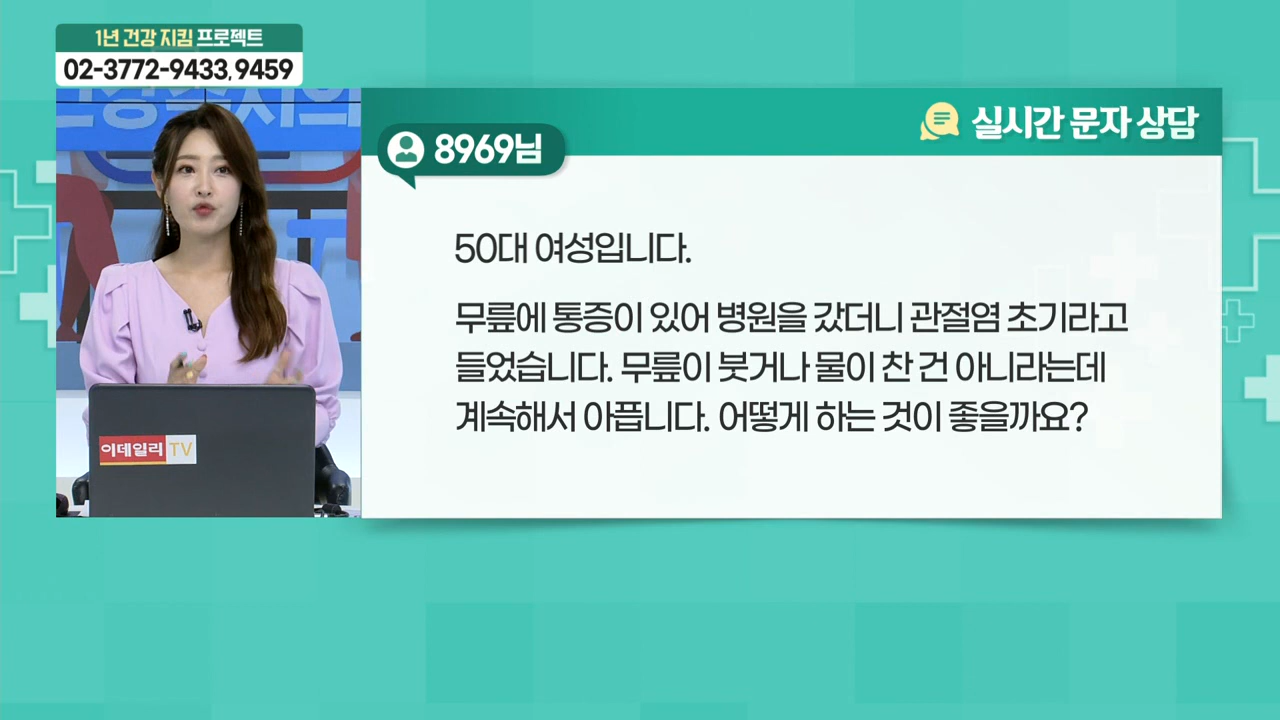 1년 건강 지킴 프로젝트
02-3772-9433, 9459
실시간 문자 상담
8969님
50대 여성입니다.
무릎에 통증이 있어 병원을 갔더니 관절염 초기라고
들었습니다. 무릎이 붓거나 물이 찬 건 아니라는데
계속해서 아픕니다. 어떻게 하는 것이 좋을까요?
이데일리 TV